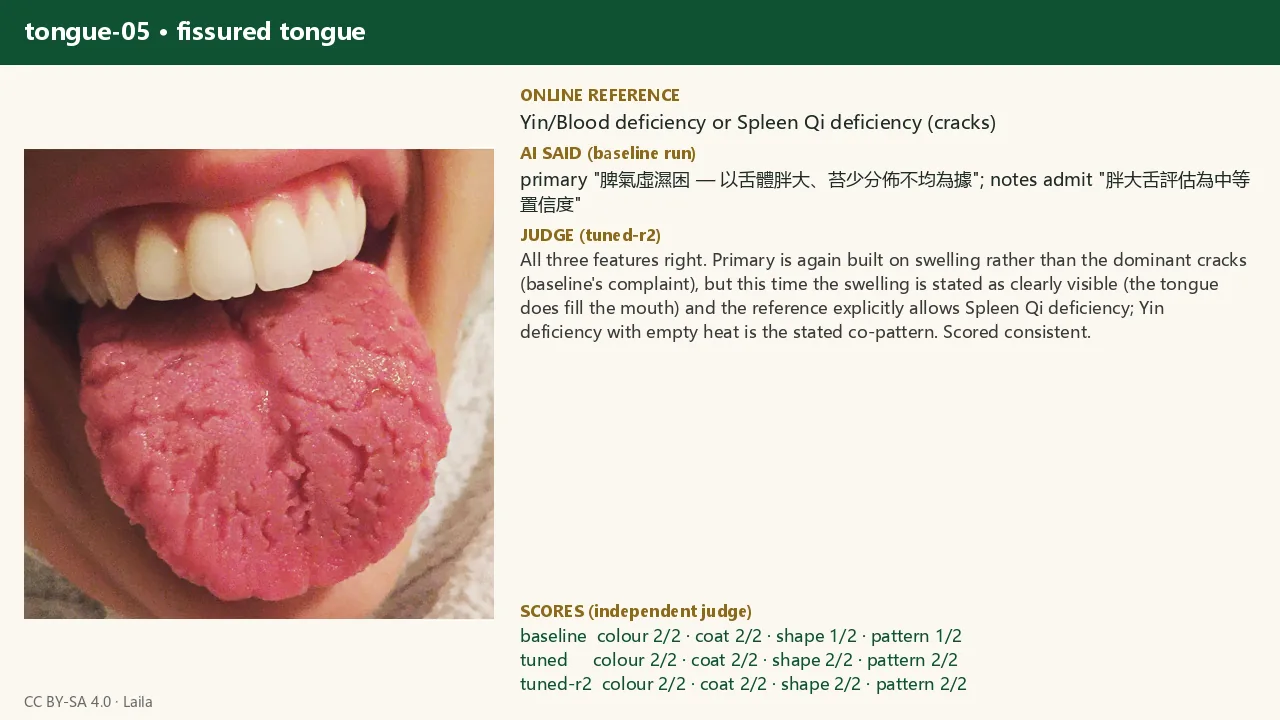 tongue-05 • fissured tongue
ONLINE REFERENCE
Yin/Blood deficiency or Spleen Qi deficiency (cracks)
AI SAID (baseline run)
primary "脾氣虛濕困 — 以舌體胖大、苔少分佈不均為據"; notes admit "胖大舌評估為中等
置信度"
JUDGE (tuned-r2)
All three features right. Primary is again built on swelling rather than the dominant cracks
(baseline's complaint), but this time the swelling is stated as clearly visible (the tongue
does fill the mouth) and the reference explicitly allows Spleen Qi deficiency; Yin
deficiency with empty heat is the stated co-pattern. Scored consistent.
SCORES (independent judge)
baseline colour 2/2 · coat 2/2 · shape 1/2 · pattern 1/2
tuned colour 2/2 · coat 2/2 · shape 2/2 · pattern 2/2
tuned-r2 colour 2/2 · coat 2/2 · shape 2/2 · pattern 2/2
CC BY-SA 4.0 · Laila